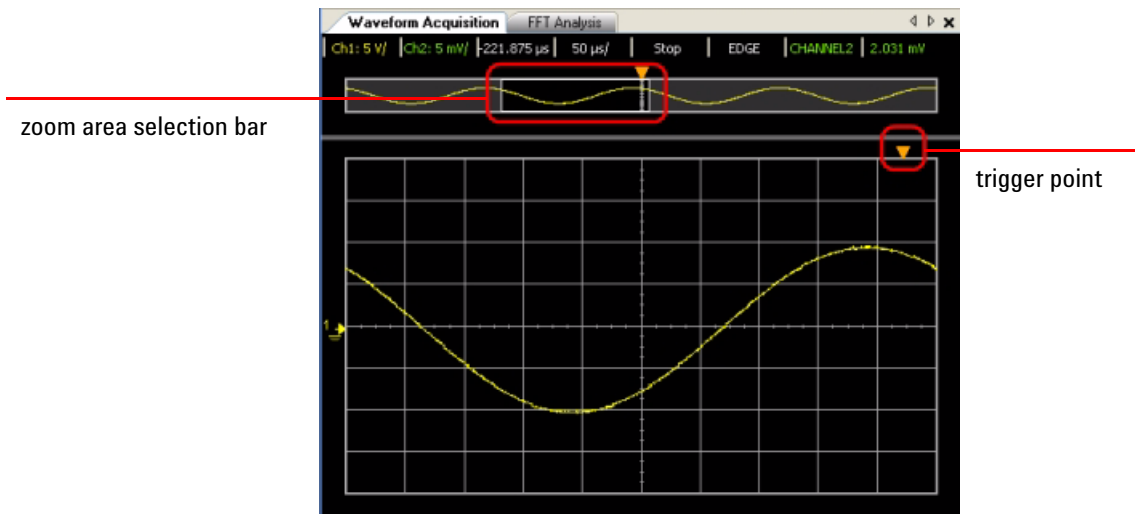 Waveform Acquisition FFT Analysis
Ch1: 5 V/ Ch2: 5 mV/ -221.875 µs 50 µs/ Stop EDGE CHANNEL2 2.031 mV
zoom area selection bar
trigger point
1